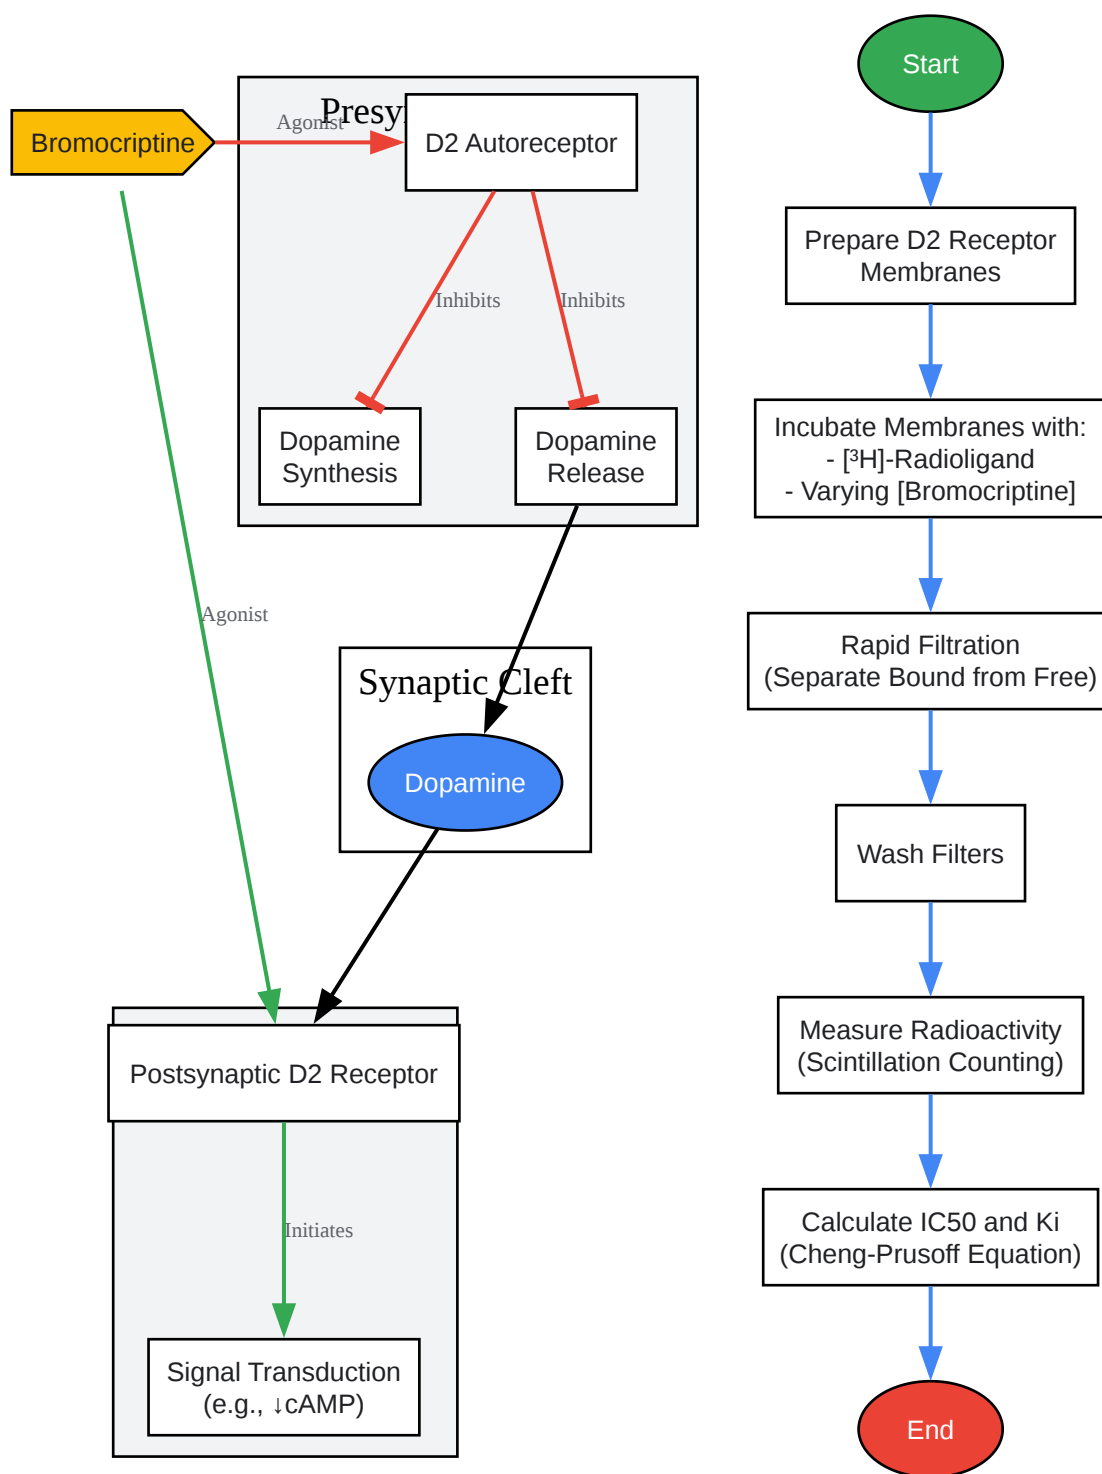 Bromocriptine
Agonist
D2 Autoreceptor
Inhibits
Inhibits
Dopamine
Synthesis
Dopamine
Release
Agonist
Synaptic Cleft
Dopamine
Postsynaptic D2 Receptor
Initiates
Signal Transduction
(e.g., ↓cAMP)
Start
Prepare D2 Receptor
Membranes
Incubate Membranes with:
- [³H]-Radioligand
- Varying [Bromocriptine]
Rapid Filtration
(Separate Bound from Free)
Wash Filters
Measure Radioactivity
(Scintillation Counting)
Calculate IC50 and Ki
(Cheng-Prusoff Equation)
End